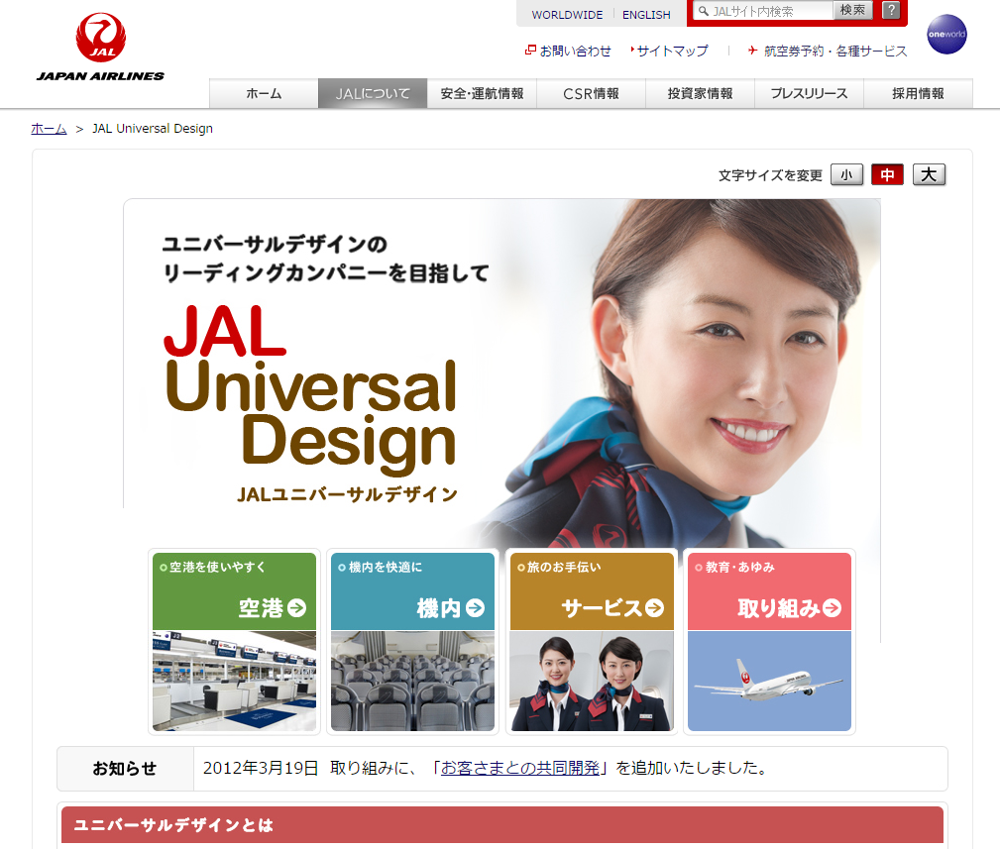 WORLDWIDE
ENGLISH
JALサイト内検索
検索
?
JAL
JAPAN AIRLINES
oneworld
お問い合わせ
サイトマップ
航空券予約・各種サービス
ホーム
JALについて
安全・運航情報
CSR情報
投資家情報
プレスリリース
採用情報
ホーム > JAL Universal Design
文字サイズを変更 小 中 大
ユニバーサルデザインの
リーディングカンパニーを目指して
JAL
Universal
Design
JALユニバーサルデザイン
空港を使いやすく
空港
機内を快適に
機内
旅のお手伝い
サービス
教育・あゆみ
取り組み
お知らせ
2012年3月19日 取り組みに、「お客さまとの共同開発」を追加いたしました。
ユニバーサルデザインとは